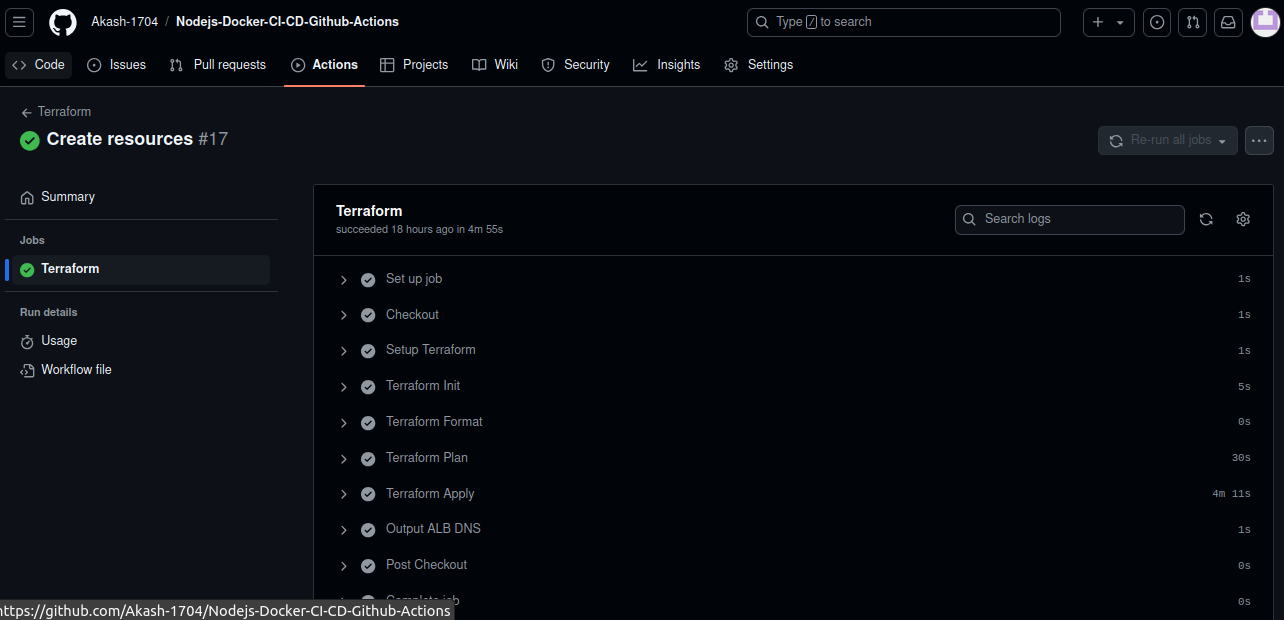 Akash-1704 / Nodejs-Docker-CI-CD-Github-Actions
Type / to search
Code Issues Pull requests Actions Projects Wiki Security Insights Settings
Terraform
Create resources #17
Re-run all jobs
Summary
Jobs
Terraform
Run details
Usage
Workflow file
Terraform
succeeded 18 hours ago in 4m 55s
Search logs
Set up job 1s
Checkout 1s
Setup Terraform 1s
Terraform Init 5s
Terraform Format 0s
Terraform Plan 30s
Terraform Apply 4m 11s
Output ALB DNS 1s
Post Checkout 0s
Complete job 0s
https://github.com/Akash-1704/Nodejs-Docker-CI-CD-Github-Actions